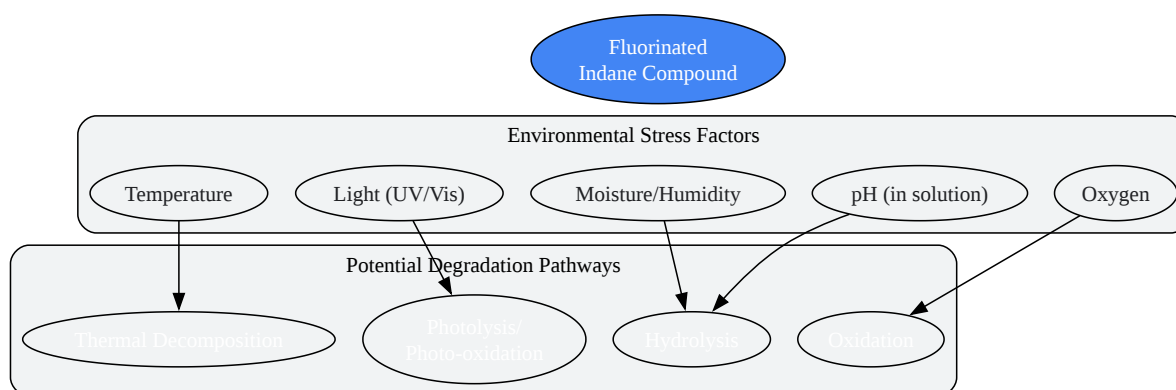 Fluorinated
Indane Compound
Environmental Stress Factors
Temperature
Light (UV/Vis)
Moisture/Humidity
pH (in solution)
Oxygen
Potential Degradation Pathways
Thermal Decomposition
Photolysis/
Photo-oxidation
Hydrolysis
Oxidation